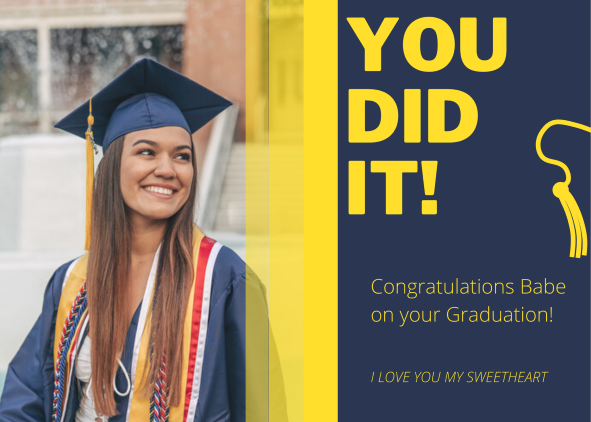 YOU
DID
IT!
Congratulations Babe
on your Graduation!
I LOVE YOU MY SWEETHEART